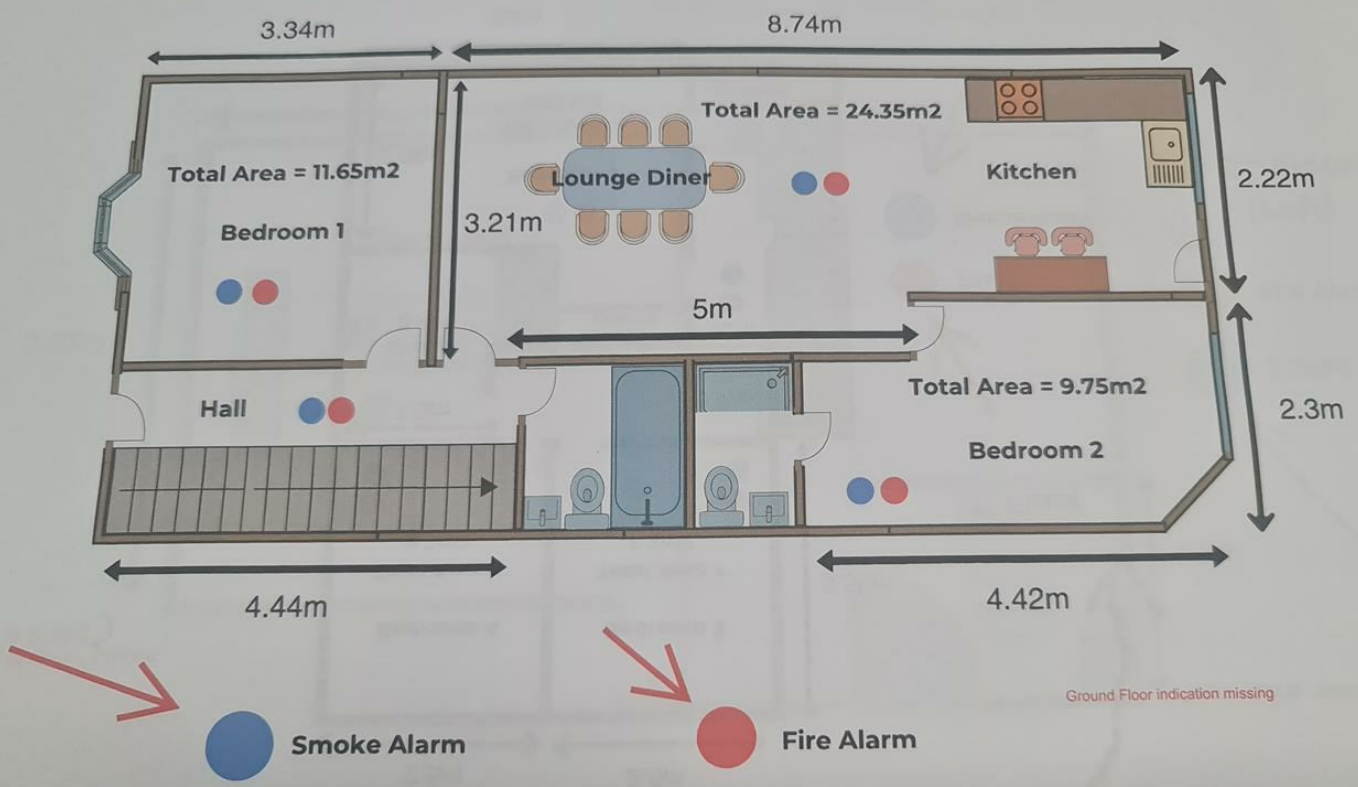 3.34m
8.74m
Total Area = 24.35m2
Total Area = 11.65m2
Lounge Diner
Kitchen
2.22m
Bedroom 1
3.21m
5m
Total Area = 9.75m2
Hall
2.3m
Bedroom 2
4.44m
4.42m
Ground Floor indication missing
Smoke Alarm
Fire Alarm